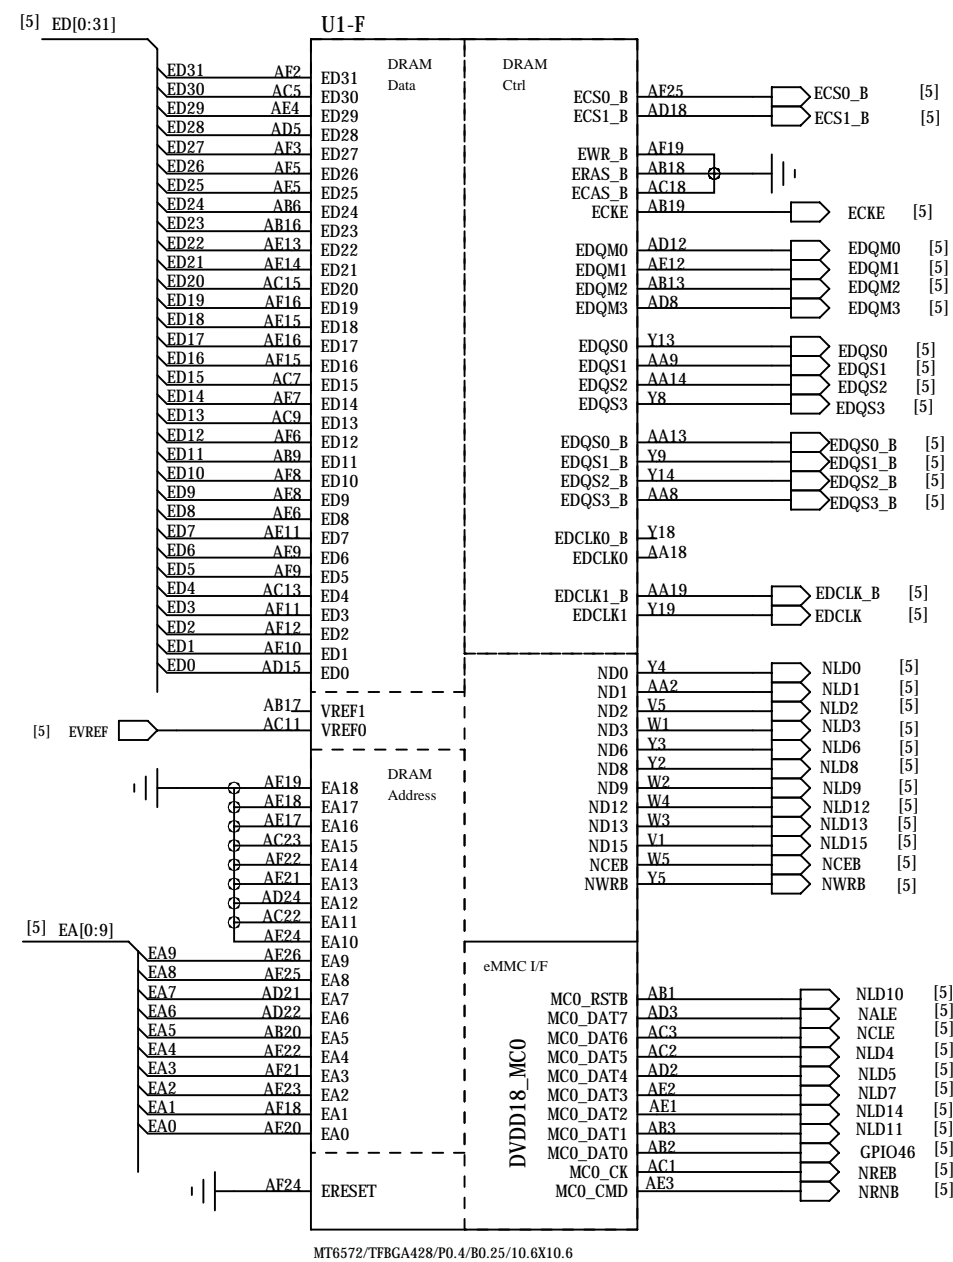 [5] ED[0:31]
U1-F
DRAM
Data
DRAM
Ctrl
ED31 AF2 ED31
ED30 AC5 ED30
ED29 AE4 ED29
ED28 AD5 ED28
ED27 AF3 ED27
ED26 AF5 ED26
ED25 AE5 ED25
ED24 AB6 ED24
ED23 AB16 ED23
ED22 AE13 ED22
ED21 AE14 ED21
ED20 AC15 ED20
ED19 AF16 ED19
ED18 AE15 ED18
ED17 AE16 ED17
ED16 AF15 ED16
ED15 AC7 ED15
ED14 AE7 ED14
ED13 AC9 ED13
ED12 AF6 ED12
ED11 AB9 ED11
ED10 AF8 ED10
ED9 AE8 ED9
ED8 AE6 ED8
ED7 AE11 ED7
ED6 AE9 ED6
ED5 AF9 ED5
ED4 AC13 ED4
ED3 AF11 ED3
ED2 AF12 ED2
ED1 AE10 ED1
ED0 AD15 ED0
AB17 VREF1
[5] EVREF AC11 VREF0
DRAM
Address
AE19 EA18
AE18 EA17
AE17 EA16
AC23 EA15
AF22 EA14
AE21 EA13
AD24 EA12
AC22 EA11
AE24 EA10
[5] EA[0:9]
EA9 AE26 EA9
EA8 AE25 EA8
EA7 AD21 EA7
EA6 AD22 EA6
EA5 AB20 EA5
EA4 AE22 EA4
EA3 AF21 EA3
EA2 AE23 EA2
EA1 AF18 EA1
EA0 AE20 EA0
AF24 ERESET
ECS0_B AF25 ECS0_B [5]
ECS1_B AD18 ECS1_B [5]
EWR_B AF19
ERAS_B AB18
ECAS_B AC18
ECKE AB19 ECKE [5]
EDQM0 AD12 EDQM0 [5]
EDQM1 AE12 EDQM1 [5]
EDQM2 AB13 EDQM2 [5]
EDQM3 AD8 EDQM3 [5]
EDQS0 Y13 EDQS0 [5]
EDQS1 AA9 EDQS1 [5]
EDQS2 AA14 EDQS2 [5]
EDQS3 Y8 EDQS3 [5]
EDQS0_B AA13 EDQS0_B [5]
EDQS1_B Y9 EDQS1_B [5]
EDQS2_B Y14 EDQS2_B [5]
EDQS3_B AA8 EDQS3_B [5]
EDCLK0_B Y18
EDCLK0 AA18
EDCLK1_B AA19 EDCLK_B [5]
EDCLK1 Y19 EDCLK [5]
ND0 Y4 NLD0 [5]
ND1 AA2 NLD1 [5]
ND2 V5 NLD2 [5]
ND3 W1 NLD3 [5]
ND6 Y3 NLD6 [5]
ND8 Y2 NLD8 [5]
ND9 W2 NLD9 [5]
ND12 W4 NLD12 [5]
ND13 W3 NLD13 [5]
ND15 V1 NLD15 [5]
NCEB W5 NCEB [5]
NWRB Y5 NWRB [5]
eMMC I/F
DVDD18_MC0
MC0_RSTB AB1 NLD10 [5]
MC0_DAT7 AD3 NALE [5]
MC0_DAT6 AC3 NCLE [5]
MC0_DAT5 AC2 NLD4 [5]
MC0_DAT4 AD2 NLD5 [5]
MC0_DAT3 AE2 NLD7 [5]
MC0_DAT2 AE1 NLD14 [5]
MC0_DAT1 AB3 NLD11 [5]
MC0_DAT0 AB2 GPIO46 [5]
MC0_CK AC1 NREB [5]
MC0_CMD AE3 NRNB [5]
MT6572/TFBGA428/P0.4/B0.25/10.6X10.6